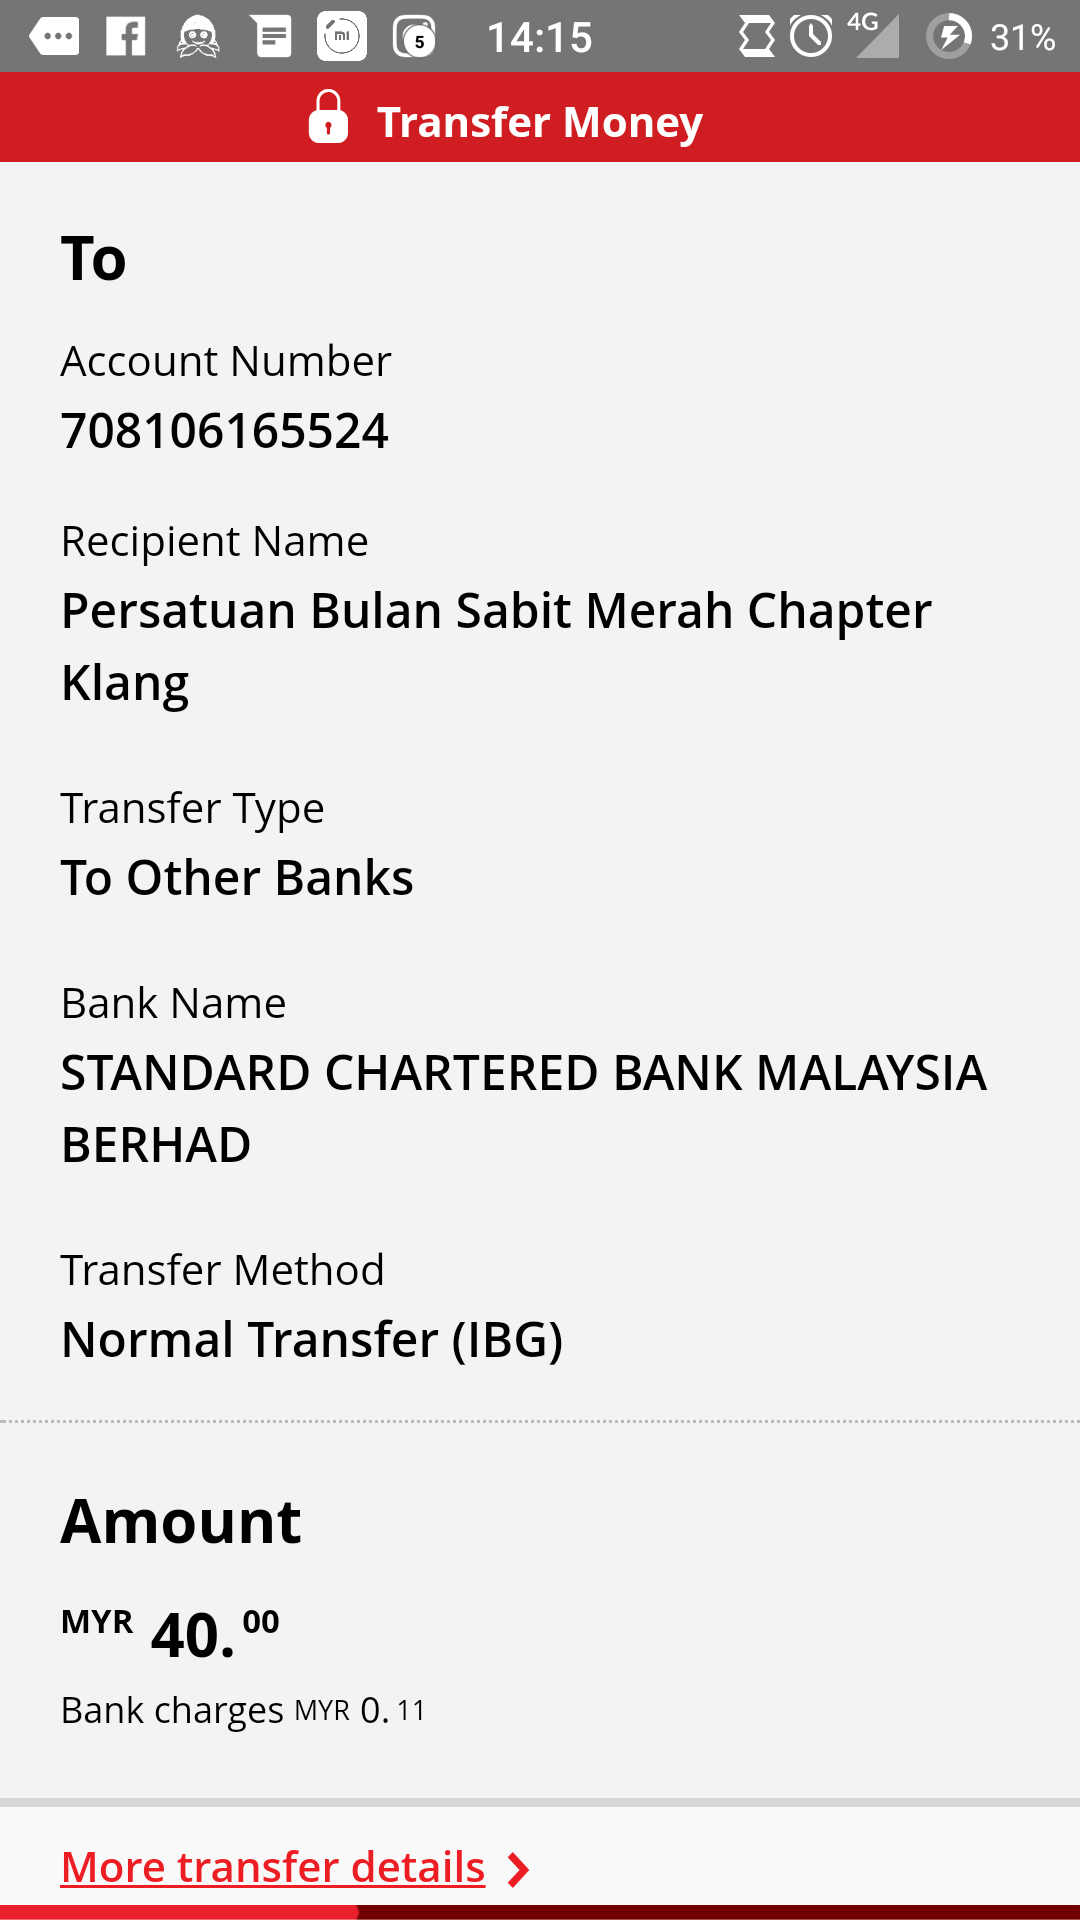 5 14:15 4G 31%
Transfer Money
To
Account Number
708106165524
Recipient Name
Persatuan Bulan Sabit Merah Chapter
Klang
Transfer Type
To Other Banks
Bank Name
STANDARD CHARTERED BANK MALAYSIA
BERHAD
Transfer Method
Normal Transfer (IBG)
Amount
MYR 40.00
Bank charges MYR 0.11
More transfer details